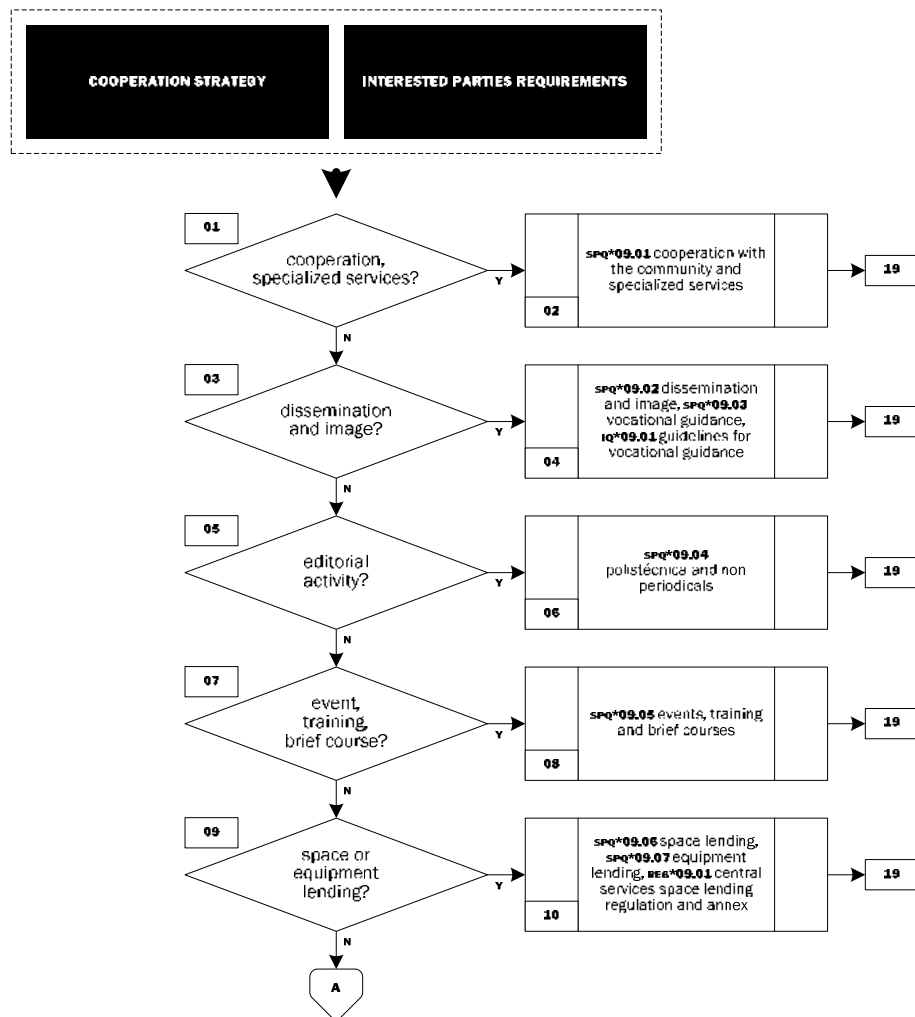 COOPERATION STRATEGY
INTERESTED PARTIES REQUIREMENTS
01
cooperation,
specialized services?
Y
N
SPQ*09.01 cooperation with
the community and
specialized services
02
19
03
dissemination
and image?
Y
N
SPQ*09.02 dissemination
and image, SPQ*09.03
vocational guidance,
IQ*09.01 guidelines for
vocational guidance
04
19
05
editorial
activity?
Y
N
SPQ*09.04
polistécnica and non
periodicals
06
19
07
event,
training,
brief course?
Y
N
SPQ*09.05 events, training
and brief courses
08
19
09
space or
equipment
lending?
Y
N
SPQ*09.06 space lending,
SPQ*09.07 equipment
lending, REG*09.01 central
services space lending
regulation and annex
10
19
A